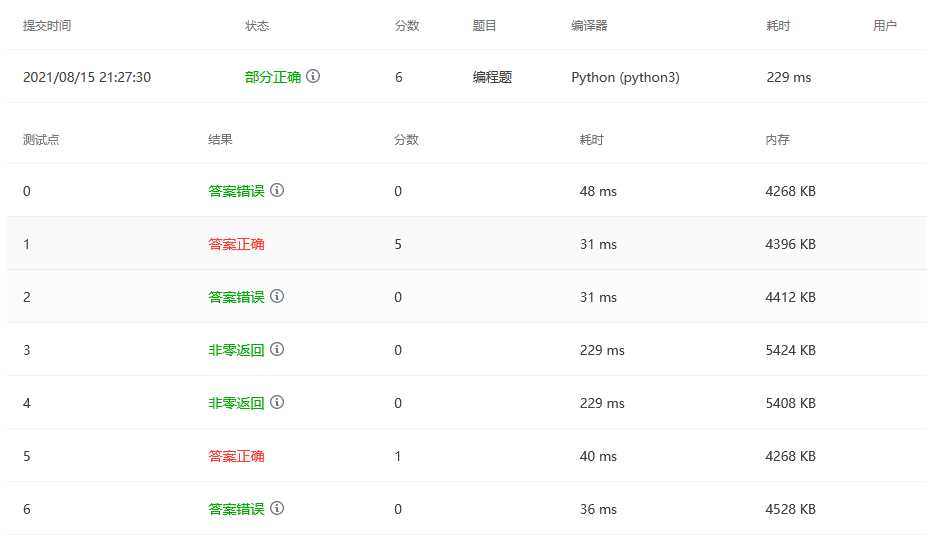 提交时间 状态 分数 题目 编译器 耗时 用户
2021/08/15 21:27:30 部分正确 6 编程题 Python (python3) 229 ms
测试点 结果 分数 耗时 内存
0 答案错误 0 48 ms 4268 KB
1 答案正确 5 31 ms 4396 KB
2 答案错误 0 31 ms 4412 KB
3 非零返回 0 229 ms 5424 KB
4 非零返回 0 229 ms 5408 KB
5 答案正确 1 40 ms 4268 KB
6 答案错误 0 36 ms 4528 KB